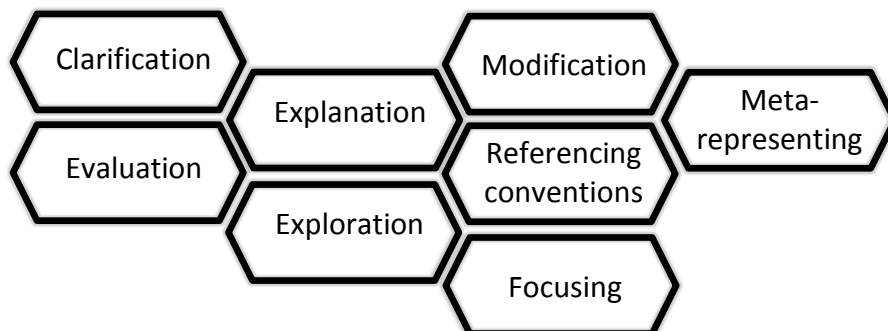 Clarification
Evaluation
Explanation
Exploration
Modification
Referencing
conventions
Focusing
Meta-
representing